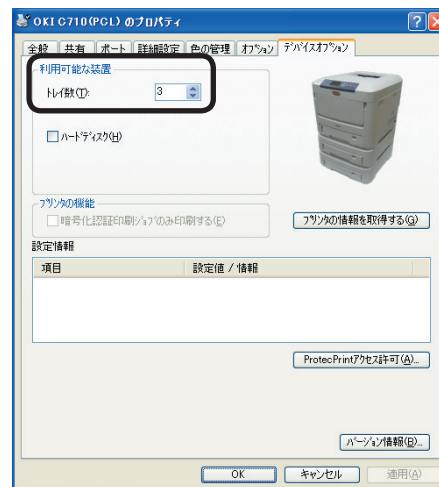 OKI C710(PCL) のプロパティ
全般 共有 ポート 詳細設定 色の管理 オプション デバイスオプション
利用可能な装置
トレイ数(T): 3
ハードディスク(H)
プリンタの機能
暗号化認証印刷ジョブのみ印刷する(E)
プリンタの情報を取得する(G)
設定情報
項目 設定値 / 情報
ProtecPrintアクセス許可(A)...
バージョン情報(B)...
OK キャンセル 適用(A)